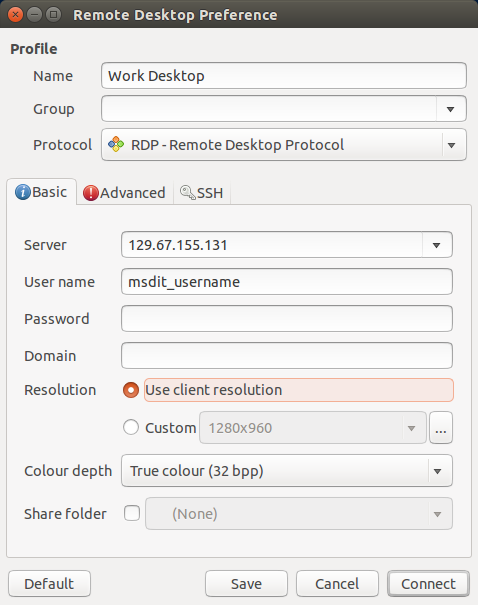 Remote Desktop Preference
Profile
Name Work Desktop
Group
Protocol RDP - Remote Desktop Protocol
Basic Advanced SSH
Server 129.67.155.131
User name msdit_username
Password
Domain
Resolution Use client resolution
Custom 1280x960 ...
Colour depth True colour (32 bpp)
Share folder (None)
Default Save Cancel Connect